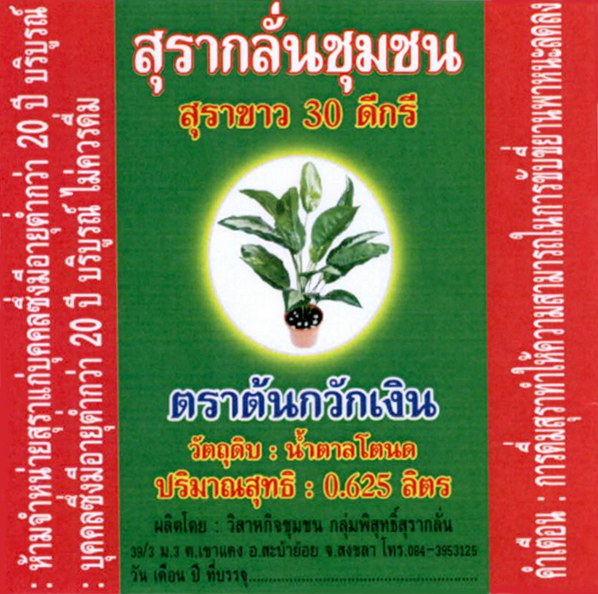 : ห้ามจำหน่ายสุราแก่บุคคลซึ่งมีอายุต่ำกว่า 20 ปี บริบูรณ์
: บุคคลซึ่งมีอายุต่ำกว่า 20 ปี บริบูรณ์ ไม่ควรดื่ม
สุรากลั่นชุมชน
สุราขาว 30 ดีกรี
ตราต้นกวักเงิน
วัตถุดิบ : น้ำตาลโตนด
ปริมาณสุทธิ : 0.625 ลิตร
ผลิตโดย : วิสาหกิจชุมชน กลุ่มพิสุทธิ์สุรากลั่น
39/3 ม.3 ต.เขาแดง อ.สะบ้าย้อย จ.สงขลา โทร.084-3953125
วัน เดือน ปี ที่บรรจุ
คำเตือน : การดื่มสุราทำให้ความสามารถในการขับขี่ยานพาหนะลดลง